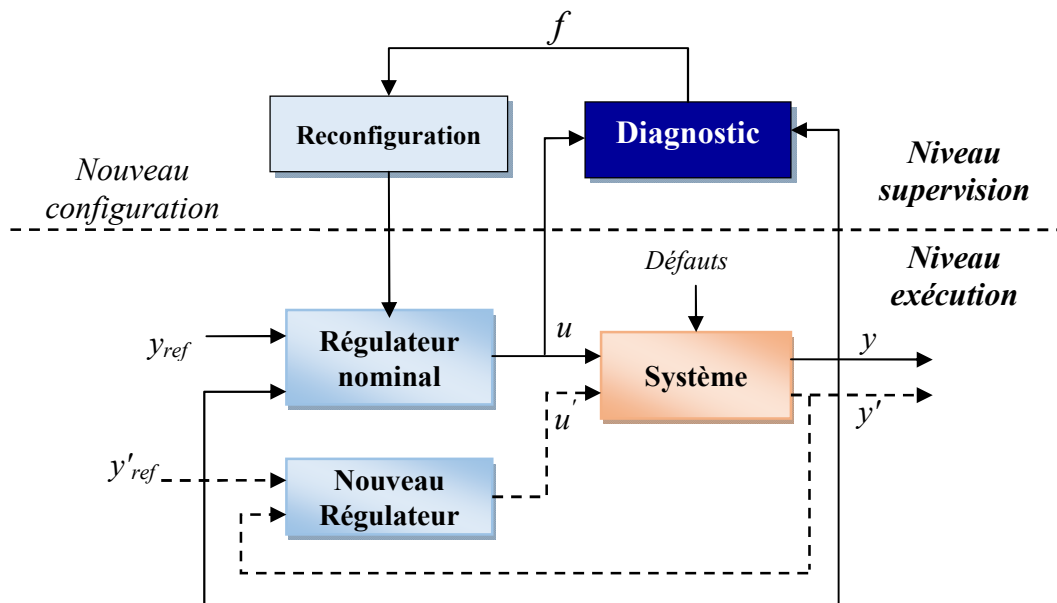 f
Reconfiguration
Diagnostic
Nouveau
configuration
Niveau
supervision
Défauts
Niveau
exécution
y_ref
Régulateur
nominal
u
Système
y
u'
y'
y'_ref
Nouveau
Régulateur